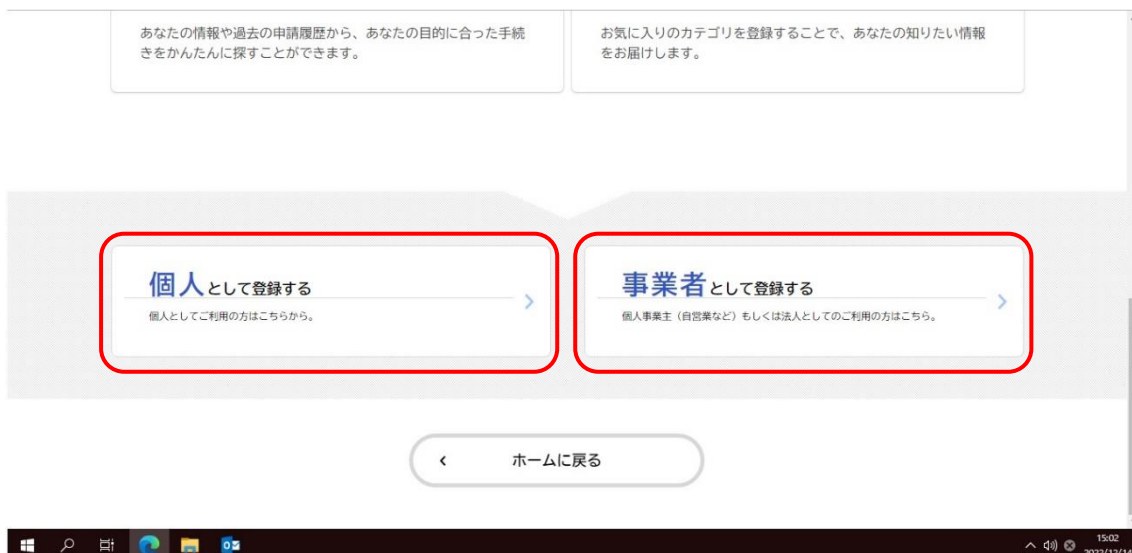 あなたの情報や過去の申請履歴から、あなたの目的に合った手続
きをかんたんに探すことができます。
お気に入りのカテゴリを登録することで、あなたの知りたい情報
をお届けします。
個人として登録する
個人としてご利用の方はこちらから。
事業者として登録する
個人事業主（自営業など）もしくは法人としてのご利用の方はこちら。
ホームに戻る
15:02
2022/12/14